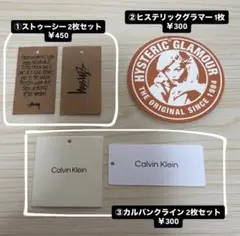 ①ストゥーシー 2枚セット
¥450
②ヒステリックグラマー1枚
¥300
HYSTERIC GLAMOUR
THE ORIGINAL SINCE 1984
Calvin Klein
Calvin Klein
③カルバンクライン 2枚セット
¥300